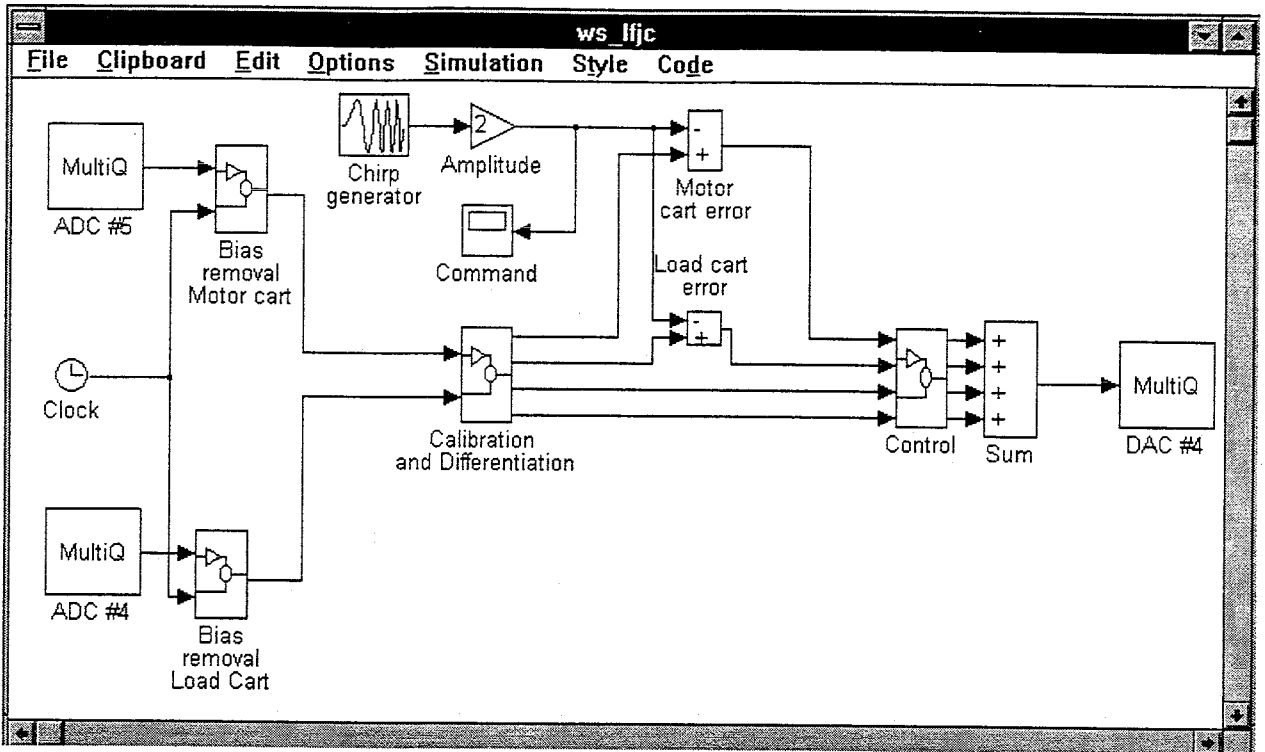 ws_lfjc
File Clipboard Edit Options Simulation Style Code
MultiQ
ADC #5
Bias
removal
Motor cart
Chirp
generator
2
Amplitude
Command
-
+
Motor
cart error
Load cart
error
-
+
Clock
Calibration
and Differentiation
Control
+
+
+
+
Sum
MultiQ
DAC #4
MultiQ
ADC #4
Bias
removal
Load Cart